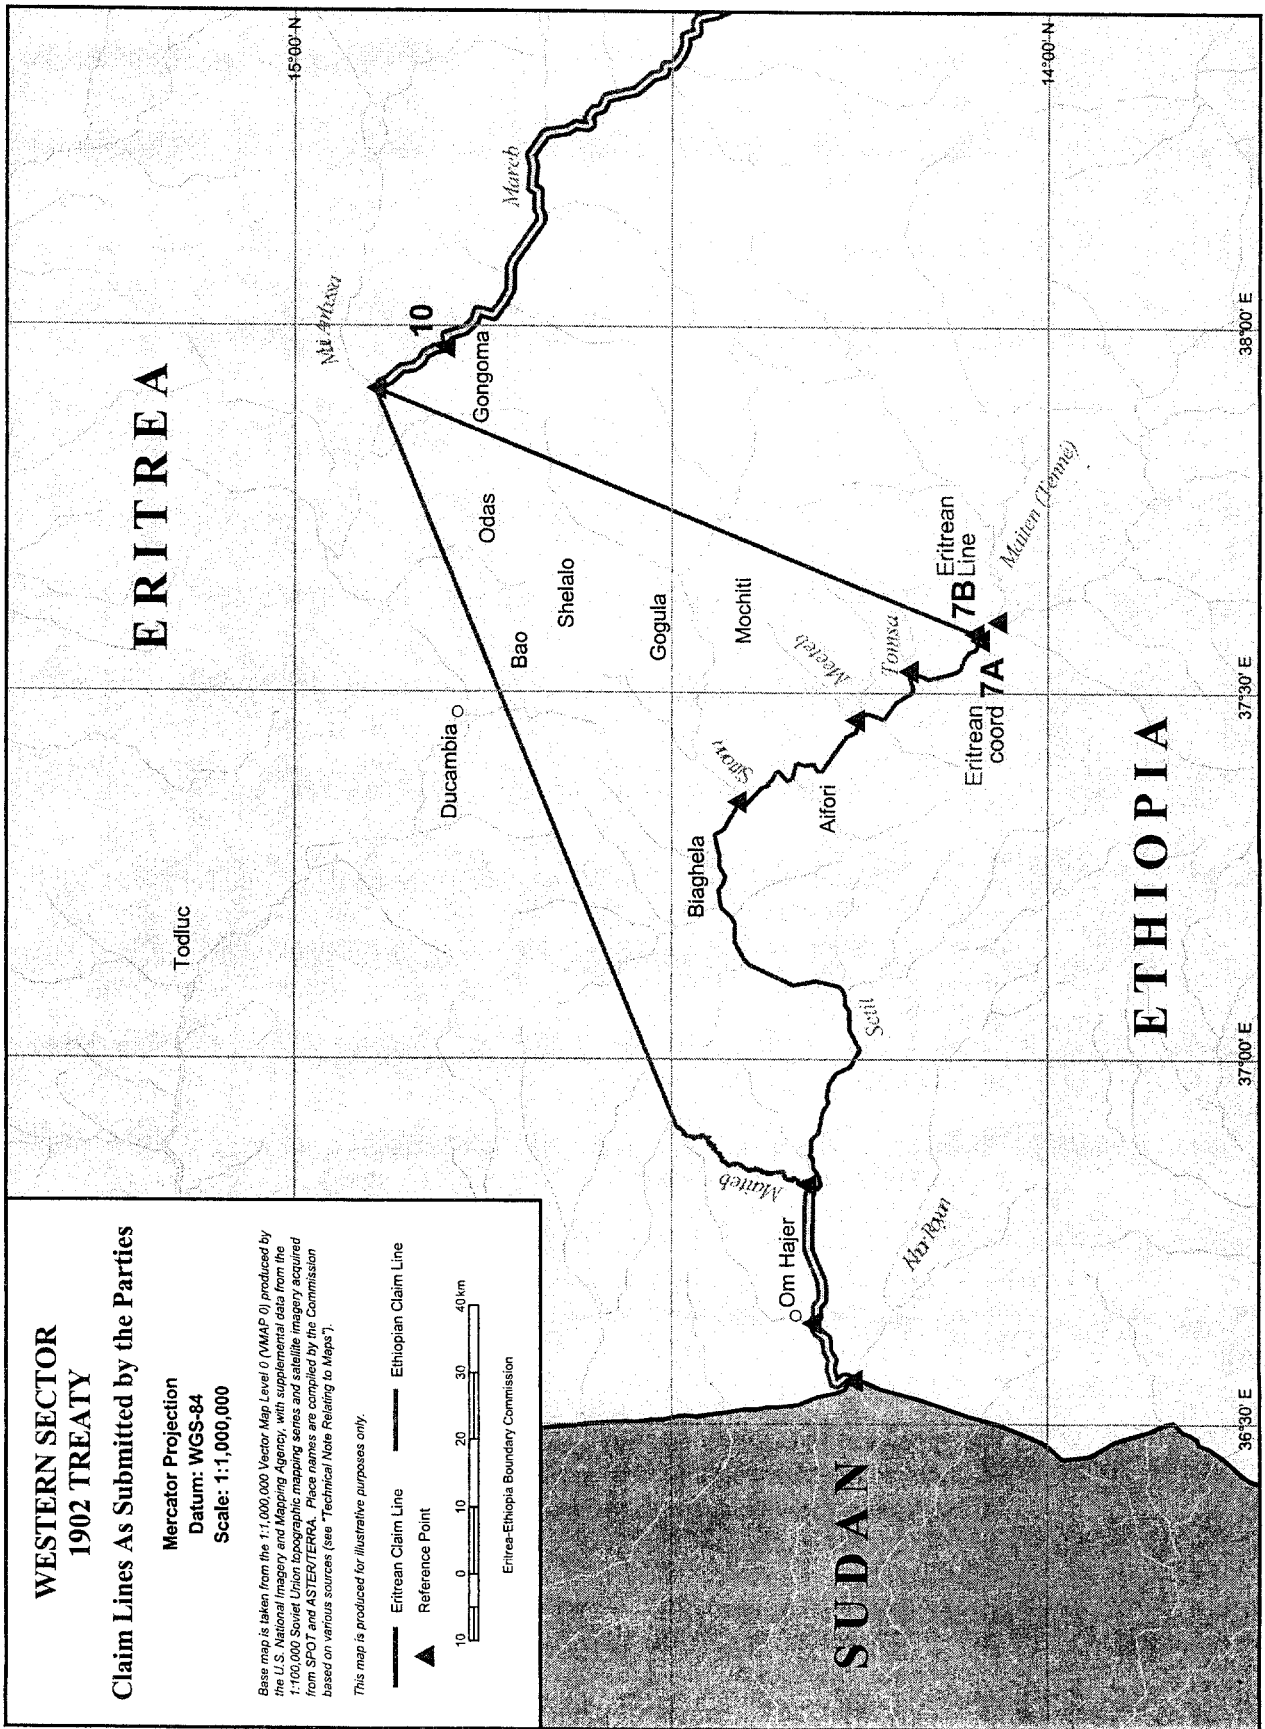 WESTERN SECTOR
1902 TREATY
Claim Lines As Submitted by the Parties
Mercator Projection
Datum: WGS-84
Scale: 1:1,000,000
Base map is taken from the 1:1,000,000 Vector Map Level 0 (VMAP 0) produced by
the U.S. National Imagery and Mapping Agency, with supplemental data from the
1:100,000 Soviet Union topographic mapping series and satellite imagery acquired
from SPOT and ASTER/TERRA. Place names are compiled by the Commission
based on various sources (see "Technical Note Relating to Maps").
This map is produced for illustrative purposes only.
Eritrean Claim Line
Ethiopian Claim Line
Reference Point
10 0 10 20 30 40 km
Eritrea-Ethiopia Boundary Commission
ERITREA
15°00' N
Todluc
Mai Ambessa
10
Gongoma
Mareb
Ducambia
Odas
Bao
Shelalo
Gogula
Mochiti
Biaghela
Sittona
Meeteb
Tomsa
Aifori
Eritrean
7B Line
Eritrean
coord 7A
Maiten (Tenné)
Maiteb
Om Hajer
Setit
Khor Royan
SUDAN
ETHIOPIA
14°00' N
36°30' E
37°00' E
37°30' E
38°00' E